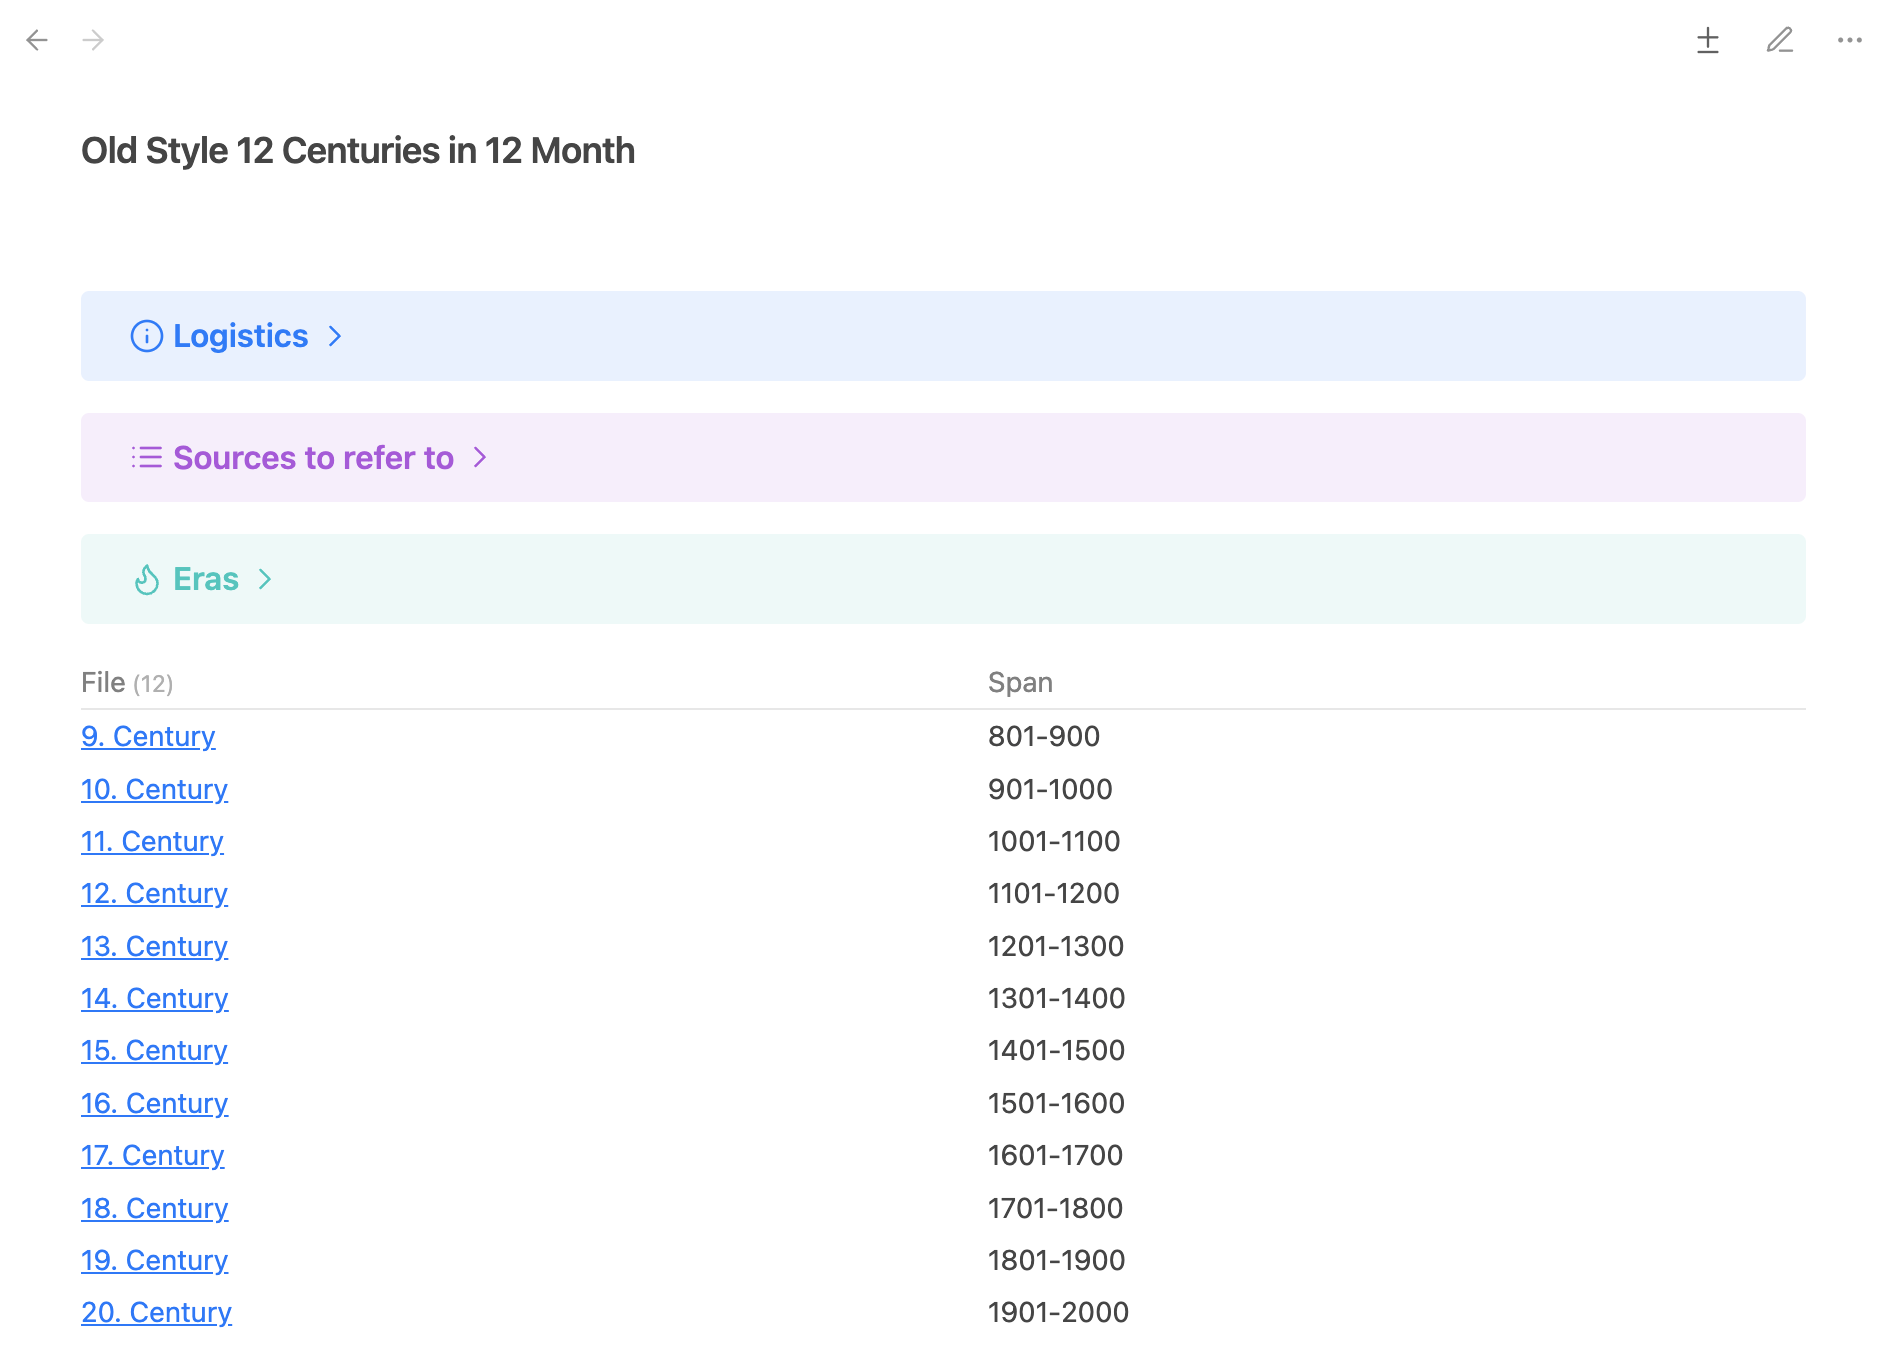 Old Style 12 Centuries in 12 Month
Logistics
Sources to refer to
Eras
File (12) Span
9. Century 801-900
10. Century 901-1000
11. Century 1001-1100
12. Century 1101-1200
13. Century 1201-1300
14. Century 1301-1400
15. Century 1401-1500
16. Century 1501-1600
17. Century 1601-1700
18. Century 1701-1800
19. Century 1801-1900
20. Century 1901-2000